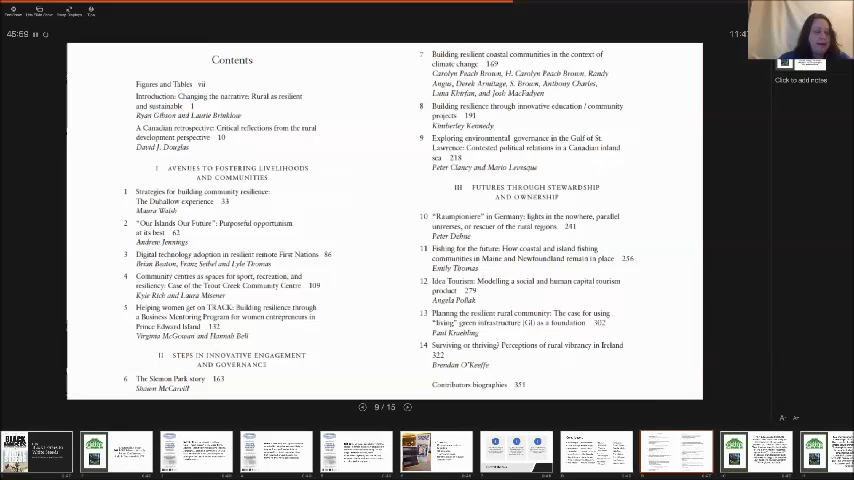 End Show
Tips
45:59
11:47
Click to add notes
Contents
Figures and Tables vii
Introduction: Changing the narrative: Rural as resilient
and sustainable 1
Ryan Gibson and Laurie Brinklow
A Canadian retrospective: Critical reflections from the rural
development perspective 10
David J. Douglas
I AVENUES TO FOSTERING LIVELIHOODS
AND COMMUNITIES
1 Strategies for building community resilience:
The Duhallow experience 33
Maura Walsh
2 "Our Islands Our Future": Purposeful opportunism
at its best 62
Andrew Jennings
3 Digital technology adoption in resilient remote First Nations 86
Brian Beaton, Franz Seibel and Lyle Thomas
4 Community centres as spaces for sport, recreation, and
resiliency: Case of the Trout Creek Community Centre 109
Kyle Rich and Laura Misener
5 Helping women get on TRACK: Building resilience through
a Business Mentoring Program for women entrepreneurs in
Prince Edward Island 132
Virginia McGowan and Hannah Bell
II STEPS IN INNOVATIVE ENGAGEMENT
AND GOVERNANCE
6 The Slemon Park story 163
Shawn McCarvill
7 Building resilient coastal communities in the context of
climate change 169
Carolyn Peach Brown, H. Carolyn Peach Brown, Randy
Angus, Derek Armitage, S. Brown, Anthony Charles,
Luna Khirfan, and Josh MacFadyen
8 Building resilience through innovative education / community
projects 191
Kimberley Kennedy
9 Exploring environmental governance in the Gulf of St.
Lawrence: Contested political relations in a Canadian inland
sea 218
Peter Clancy and Mario Levesque
III FUTURES THROUGH STEWARDSHIP
AND OWNERSHIP
10 "Raumpioniere" in Germany: lights in the nowhere, parallel
universes, or rescuer of the rural regions 241
Peter Dehne
11 Fishing for the future: How coastal and island fishing
communities in Maine and Newfoundland remain in place 256
Emily Thomas
12 Idea Tourism: Modelling a social and human capital tourism
product 279
Angela Pollak
13 Planning the resilient rural community: The case for using
"living" green infrastructure (GI) as a foundation 302
Paul Kraehling
14 Surviving or thriving? Perceptions of rural vibrancy in Ireland
322
Brendan O'Keeffe
Contributors biographies 351
9 / 15